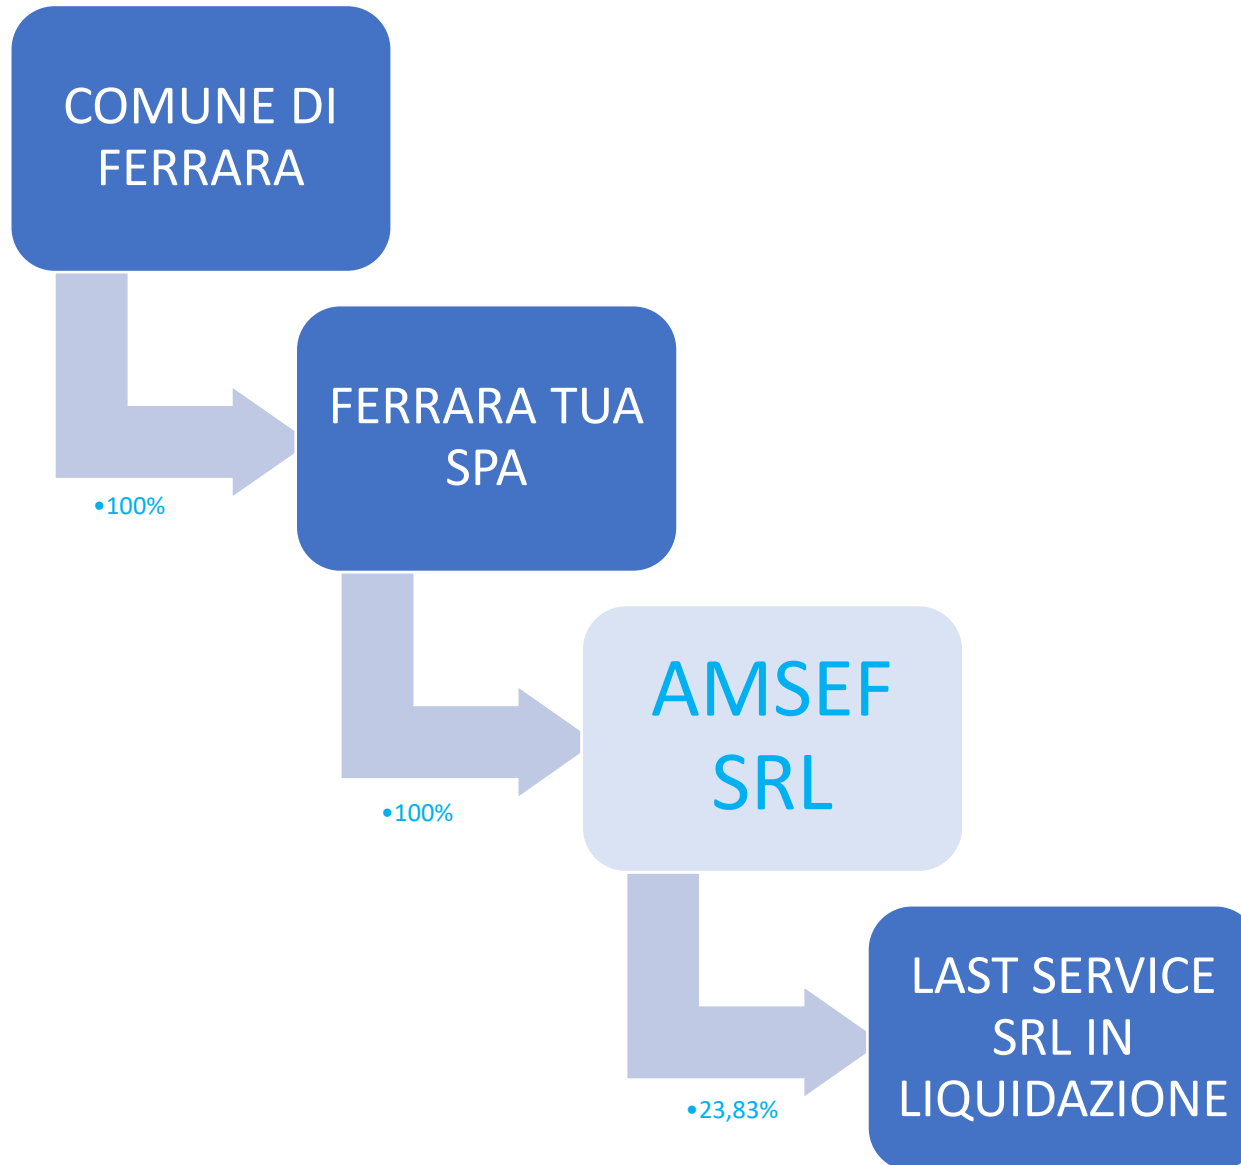 COMUNE DI
FERRARA
•100%
FERRARA TUA
SPA
•100%
AMSEF
SRL
•23,83%
LAST SERVICE
SRL IN
LIQUIDAZIONE